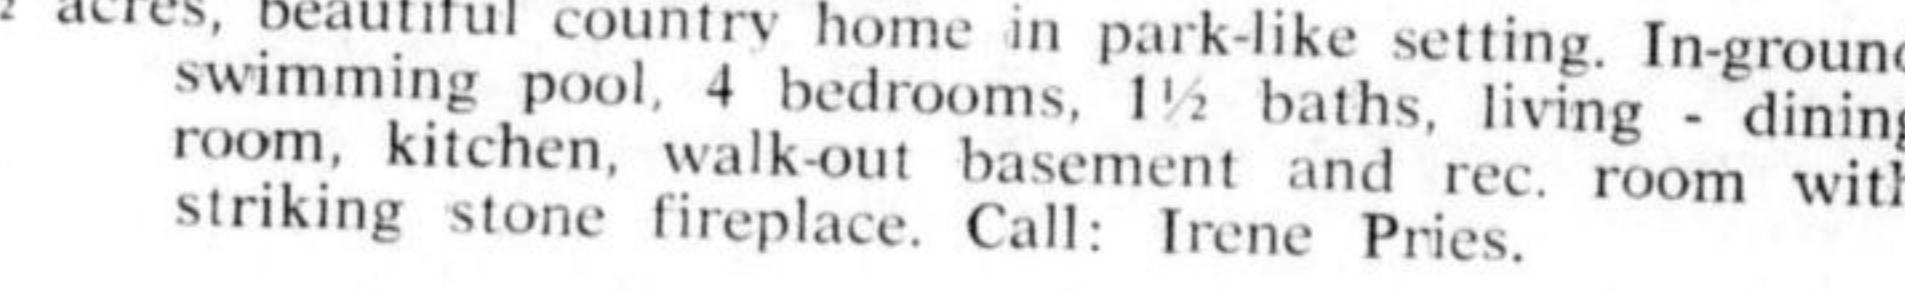 acres, beautiful country home in park-like setting. In-ground
swimming pool, 4 bedrooms, 1½ baths, living - dining
room, kitchen, walk-out basement and rec. room with
striking stone fireplace. Call: Irene Pries.